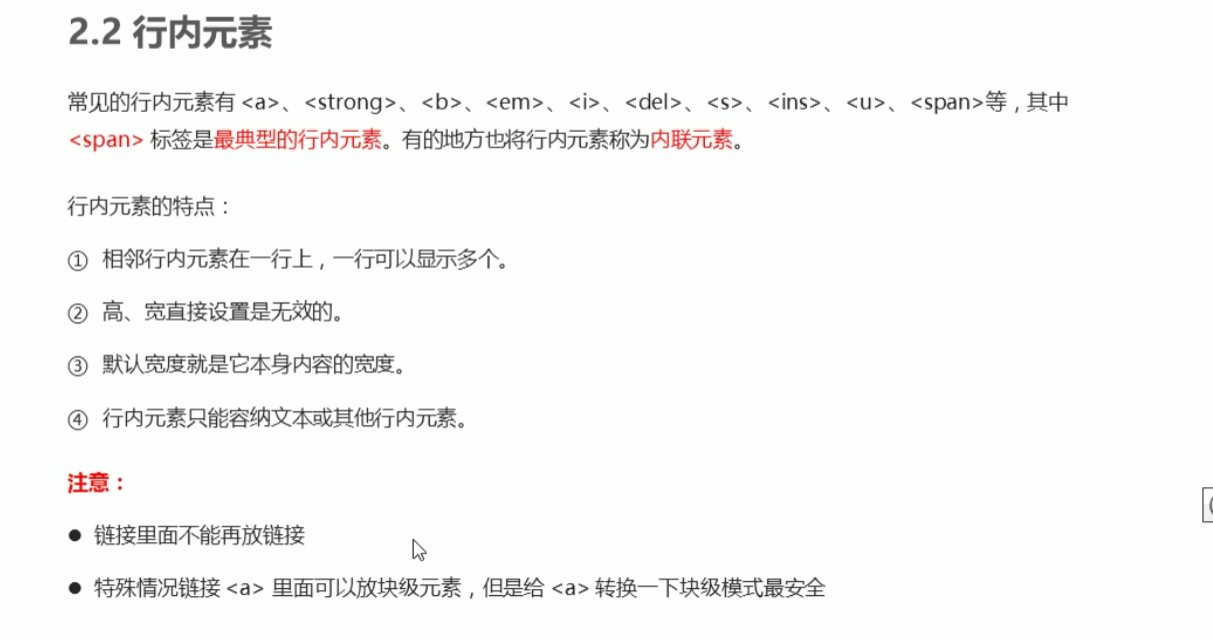 2.2 行内元素
常见的行内元素有 <a>、<strong>、<b>、<em>、<i>、<del>、<s>、<ins>、<u>、<span>等，其中
<span> 标签是最典型的行内元素。有的地方也将行内元素称为内联元素。
行内元素的特点：
① 相邻行内元素在一行上，一行可以显示多个。
② 高、宽直接设置是无效的。
③ 默认宽度就是它本身内容的宽度。
④ 行内元素只能容纳文本或其他行内元素。
注意：
● 链接里面不能再放链接
● 特殊情况链接 <a> 里面可以放块级元素，但是给 <a> 转换一下块级模式最安全